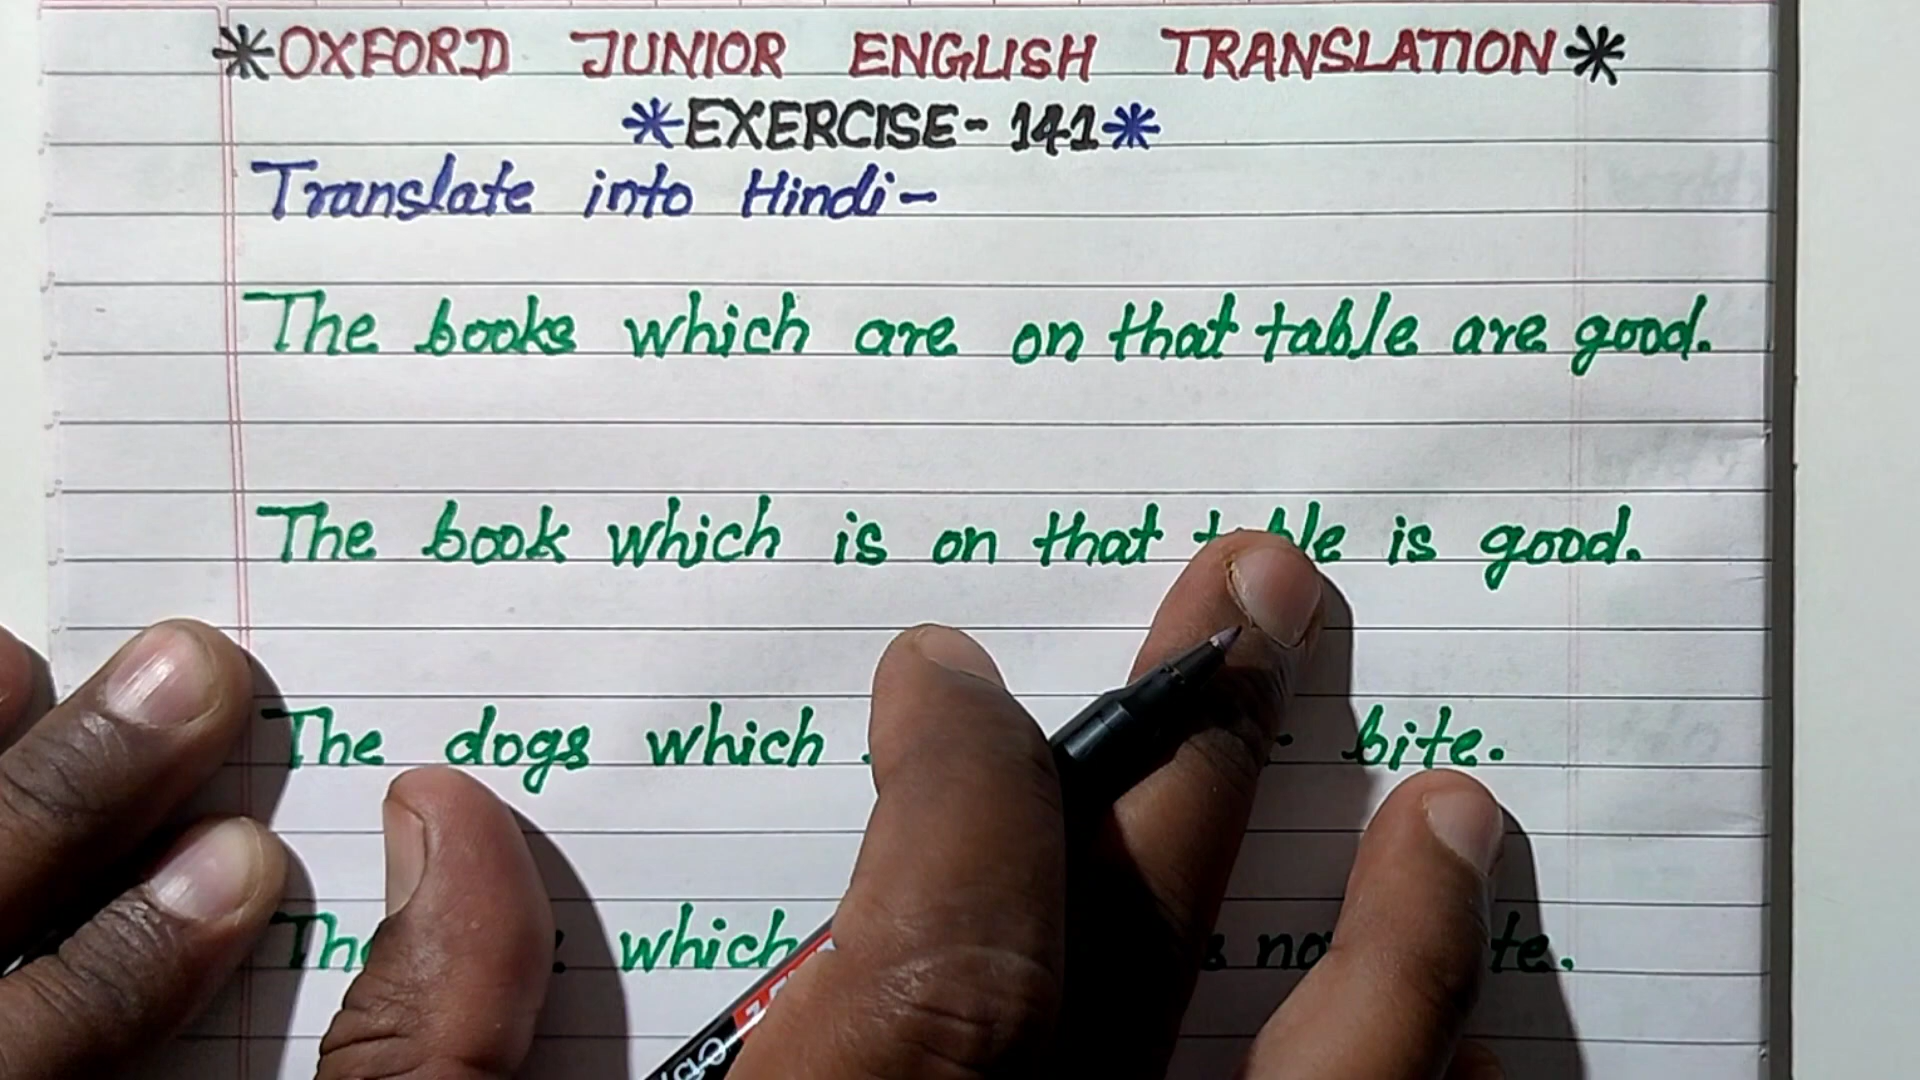 *OXFORD JUNIOR ENGLISH TRANSLATION*
*EXERCISE-141*
Translate into Hindi-
The books which are on that table are good.
The book which is on that table is good.
The dogs which bite.
which